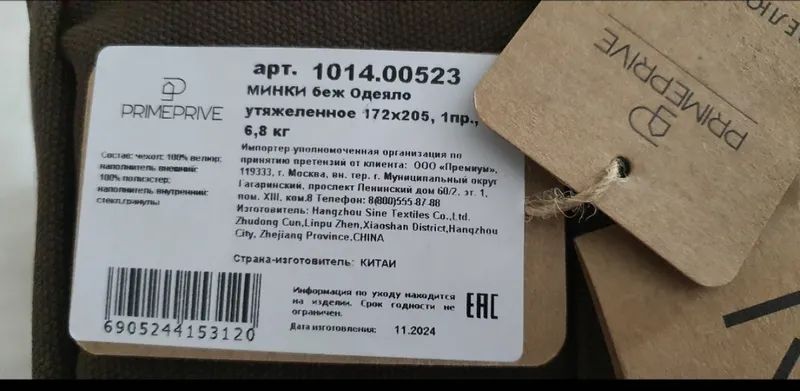 PRIMEPRIVE
арт. 1014.00523
МИНКИ беж Одеяло
утяжеленное 172х205, 1пр.,
6,8 кг
Состав: чехол: 100% велюр;
наполнитель внешний:
100% полиэстер;
наполнитель внутренний:
стекл.гранулы
Импортер-уполномоченная организация по
принятию претензий от клиента: ООО «Премиум»,
119333, г. Москва, вн. тер. г. Муниципальный округ
Гагаринский, проспект Ленинский дом 60/2, эт. 1,
пом. XIII, ком.8 Телефон: 8(800)555-87-88
Изготовитель: Hangzhou Sine Textiles Co.,Ltd.
Zhudong Cun,Linpu Zhen,Xiaoshan District,Hangzhou
City, Zhejiang Province,CHINA
Страна-изготовитель: КИТАЙ
Информация по уходу находится
на изделии. Срок годности не
ограничен.
Дата изготовления: 11.2024
EAC
6905244153120
PRIMEPRIVE
PRIMEPRIVE